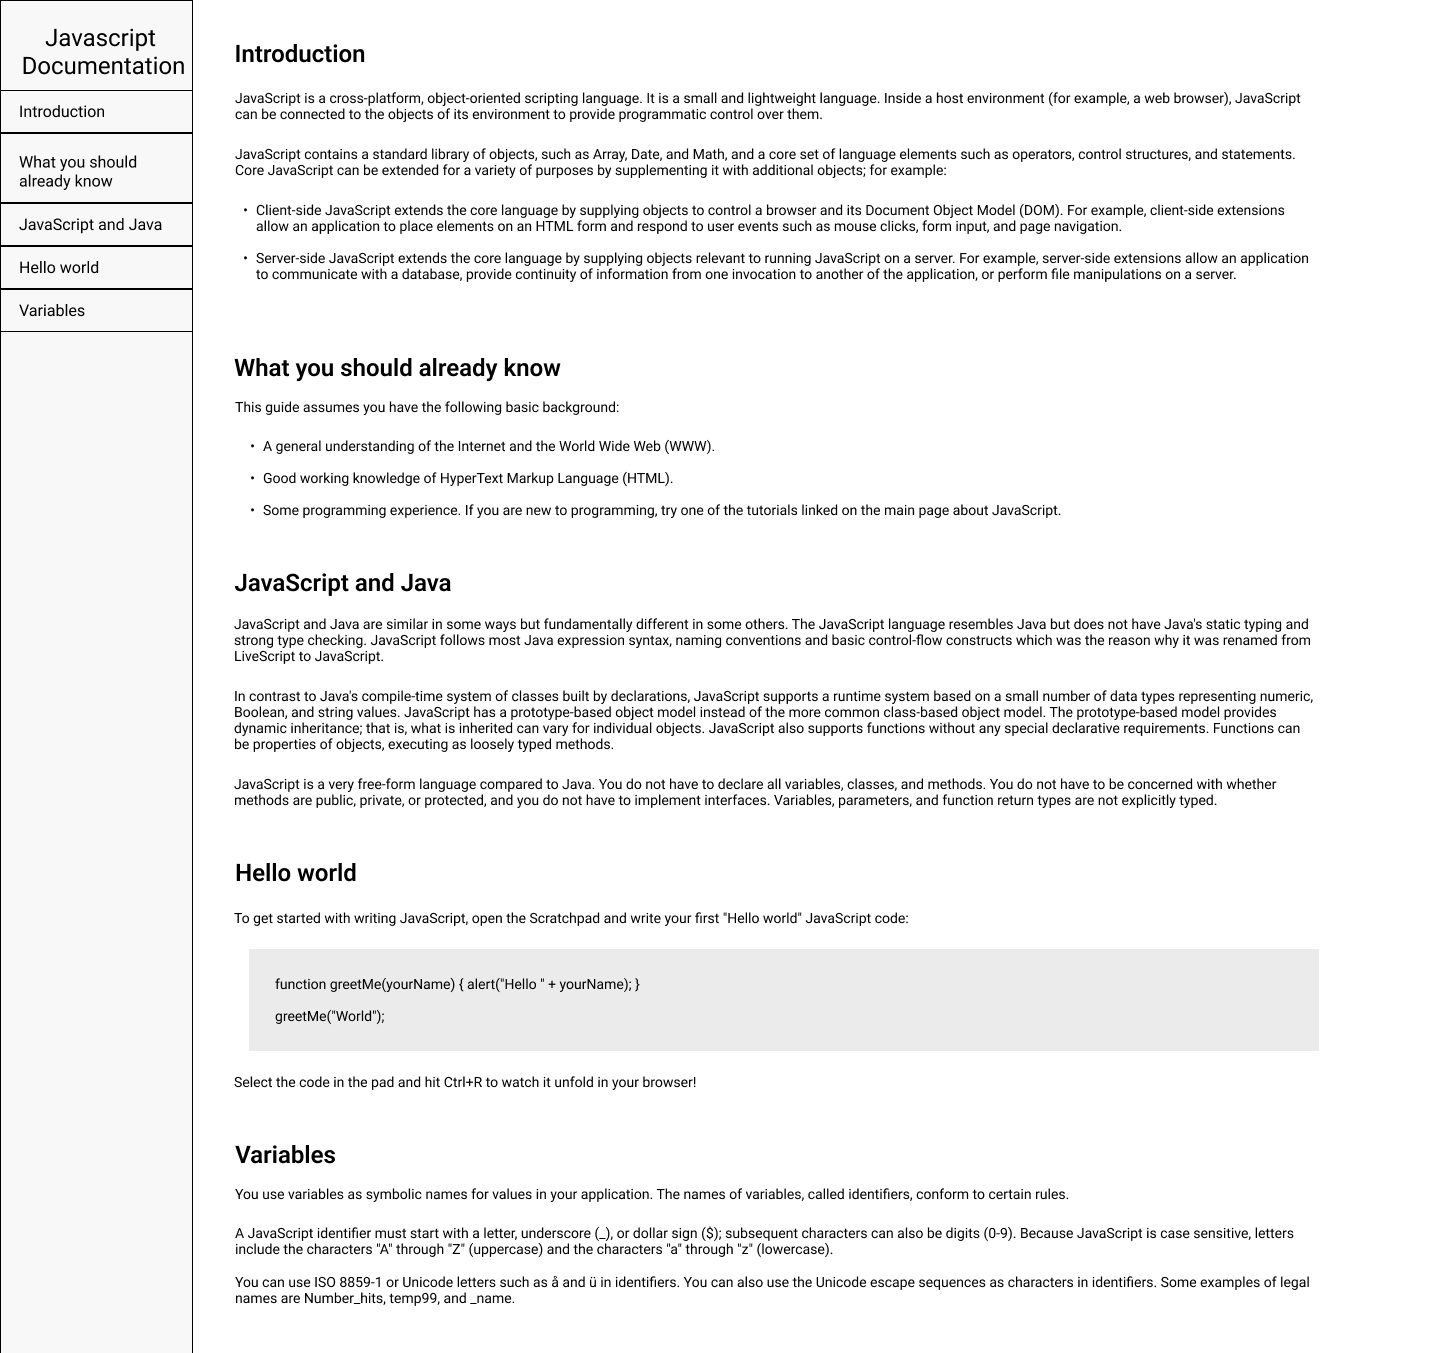 Javascript
Documentation
Introduction
What you should
already know
JavaScript and Java
Hello world
Variables
Introduction
JavaScript is a cross-platform, object-oriented scripting language. It is a small and lightweight language. Inside a host environment (for example, a web browser), JavaScript
can be connected to the objects of its environment to provide programmatic control over them.
JavaScript contains a standard library of objects, such as Array, Date, and Math, and a core set of language elements such as operators, control structures, and statements.
Core JavaScript can be extended for a variety of purposes by supplementing it with additional objects; for example:
• Client-side JavaScript extends the core language by supplying objects to control a browser and its Document Object Model (DOM). For example, client-side extensions
allow an application to place elements on an HTML form and respond to user events such as mouse clicks, form input, and page navigation.
• Server-side JavaScript extends the core language by supplying objects relevant to running JavaScript on a server. For example, server-side extensions allow an application
to communicate with a database, provide continuity of information from one invocation to another of the application, or perform file manipulations on a server.
What you should already know
This guide assumes you have the following basic background:
• A general understanding of the Internet and the World Wide Web (WWW).
• Good working knowledge of HyperText Markup Language (HTML).
• Some programming experience. If you are new to programming, try one of the tutorials linked on the main page about JavaScript.
JavaScript and Java
JavaScript and Java are similar in some ways but fundamentally different in some others. The JavaScript language resembles Java but does not have Java's static typing and
strong type checking. JavaScript follows most Java expression syntax, naming conventions and basic control-flow constructs which was the reason why it was renamed from
LiveScript to JavaScript.
In contrast to Java's compile-time system of classes built by declarations, JavaScript supports a runtime system based on a small number of data types representing numeric,
Boolean, and string values. JavaScript has a prototype-based object model instead of the more common class-based object model. The prototype-based model provides
dynamic inheritance; that is, what is inherited can vary for individual objects. JavaScript also supports functions without any special declarative requirements. Functions can
be properties of objects, executing as loosely typed methods.
JavaScript is a very free-form language compared to Java. You do not have to declare all variables, classes, and methods. You do not have to be concerned with whether
methods are public, private, or protected, and you do not have to implement interfaces. Variables, parameters, and function return types are not explicitly typed.
Hello world
To get started with writing JavaScript, open the Scratchpad and write your first "Hello world" JavaScript code:
function greetMe(yourName) { alert("Hello " + yourName); }
greetMe("World");
Select the code in the pad and hit Ctrl+R to watch it unfold in your browser!
Variables
You use variables as symbolic names for values in your application. The names of variables, called identifiers, conform to certain rules.
A JavaScript identifier must start with a letter, underscore (_), or dollar sign ($); subsequent characters can also be digits (0-9). Because JavaScript is case sensitive, letters
include the characters "A" through "Z" (uppercase) and the characters "a" through "z" (lowercase).
You can use ISO 8859-1 or Unicode letters such as å and ü in identifiers. You can also use the Unicode escape sequences as characters in identifiers. Some examples of legal
names are Number_hits, temp99, and _name.